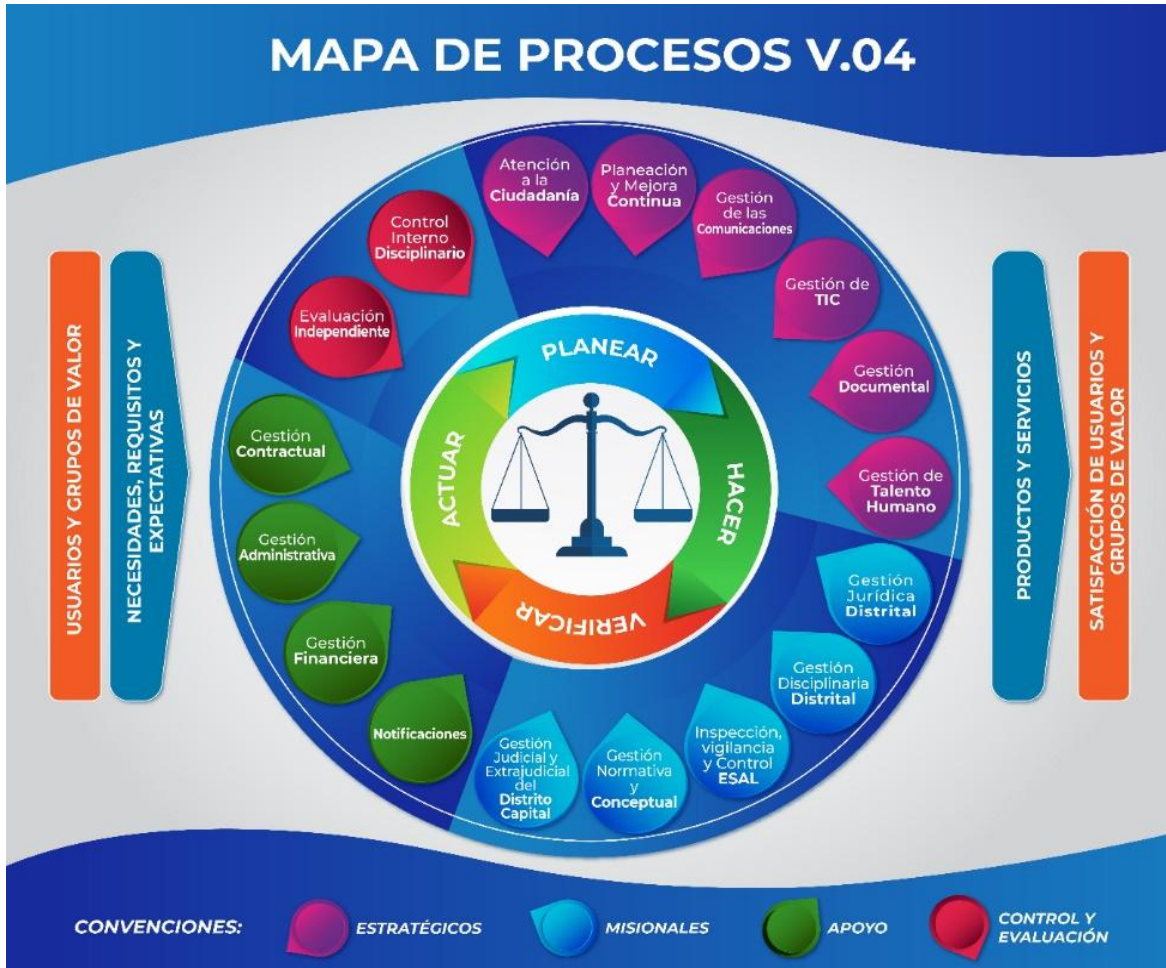 MAPA DE PROCESOS V.04
USUARIOS Y GRUPOS DE VALOR
NECESIDADES, REQUISITOS Y
EXPECTATIVAS
Atención
a la
Ciudadanía
Planeación
y Mejora
Continua
Gestión
de las
Comunicaciones
Gestión de
TIC
Gestión
Documental
Gestión de
Talento
Humano
Gestión
Jurídica
Distrital
Gestión
Disciplinaria
Distrital
Inspección,
vigilancia
y Control
ESAL
Gestión
Normativa
y
Conceptual
Gestión
Judicial y
Extrajudicial
del
Distrito
Capital
Notificaciones
Gestión
Financiera
Gestión
Administrativa
Gestión
Contractual
Evaluación
Independiente
Control
Interno
Disciplinario
PLANEAR
HACER
VERIFICAR
ACTUAR
PRODUCTOS Y SERVICIOS
SATISFACCIÓN DE USUARIOS Y
GRUPOS DE VALOR
CONVENCIONES:
ESTRATÉGICOS
MISIONALES
APOYO
CONTROL Y
EVALUACIÓN